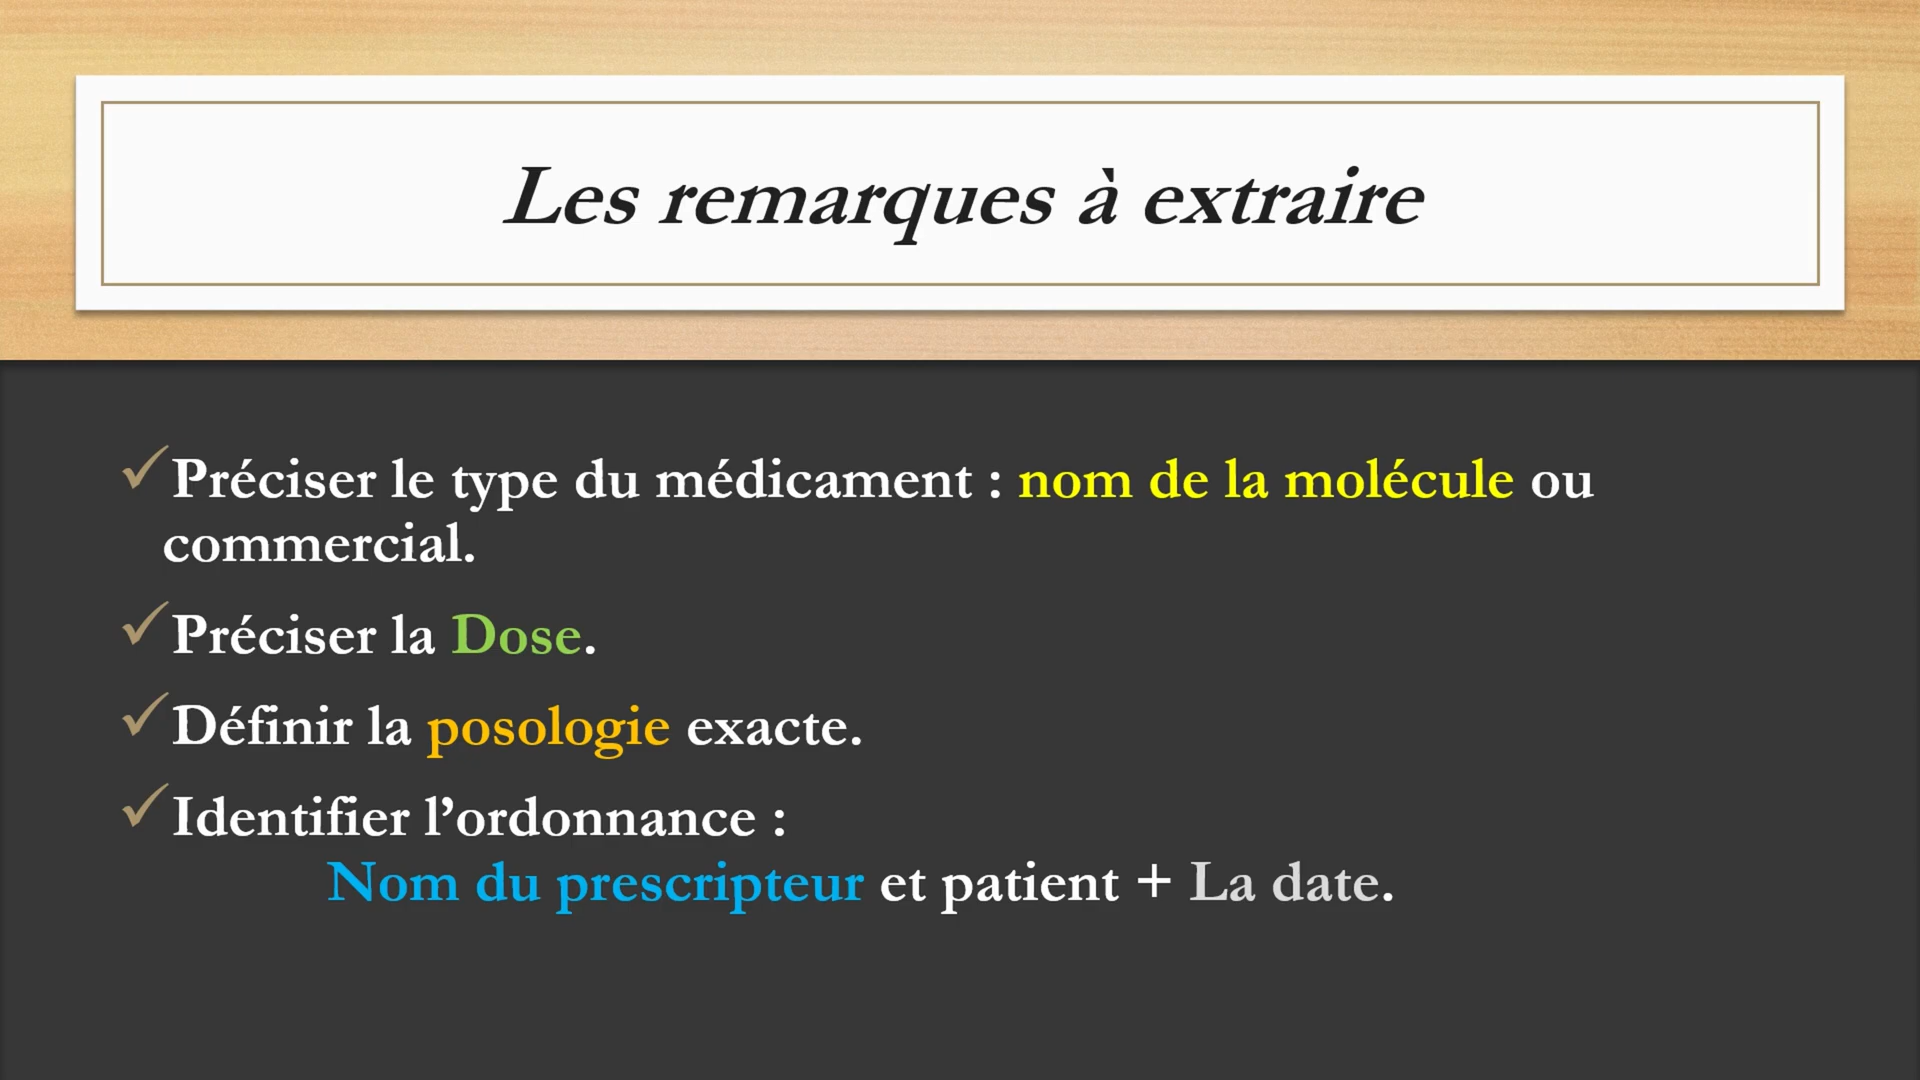 Les remarques à extraire
✓Préciser le type du médicament : nom de la molécule ou
commercial.
✓Préciser la Dose.
✓Définir la posologie exacte.
✓Identifier l’ordonnance :
Nom du prescripteur et patient + La date.